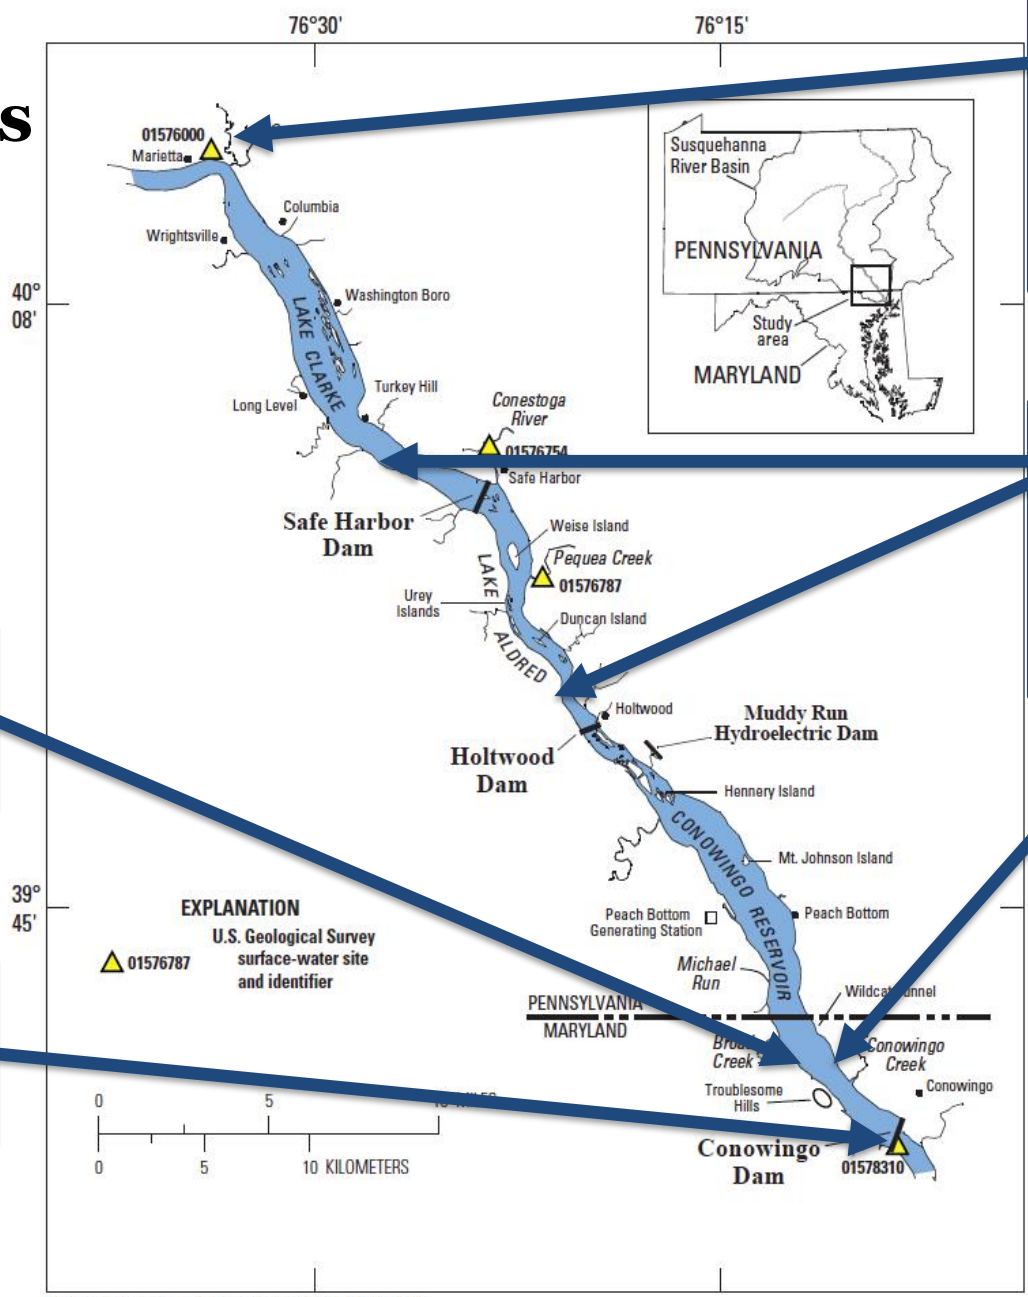 76°30'
76°15'
s
01576000
Marietta
Columbia
Wrightsville
Washington Boro
40°
08'
LAKE CLARKE
Turkey Hill
Long Level
Conestoga
River
01576754
Safe Harbor
Safe Harbor
Dam
Weise Island
Pequea Creek
01576787
LAKE
ALDRED
Urey
Islands
Duncan Island
Holtwood
Holtwood
Dam
Muddy Run
Hydroelectric Dam
Hennery Island
CONOWINGO RESERVOIR
Mt. Johnson Island
39°
45'
Peach Bottom
Generating Station
Peach Bottom
Michael
Run
PENNSYLVANIA
MARYLAND
Creek
Conowingo
Creek
Troublesome
Hills
Conowingo
Conowingo
Dam
01578310
Susquehanna
River Basin
PENNSYLVANIA
Study
area
MARYLAND
EXPLANATION
01576787
U.S. Geological Survey
surface-water site
and identifier
0
5
0
5
10 KILOMETERS